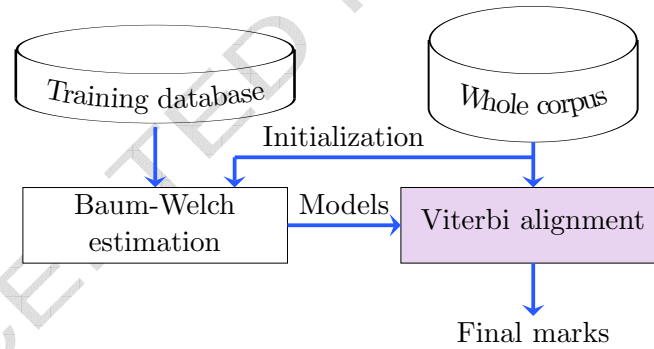 Training database
Whole corpus
Initialization
Baum-Welch
estimation
Models
Viterbi alignment
Final marks